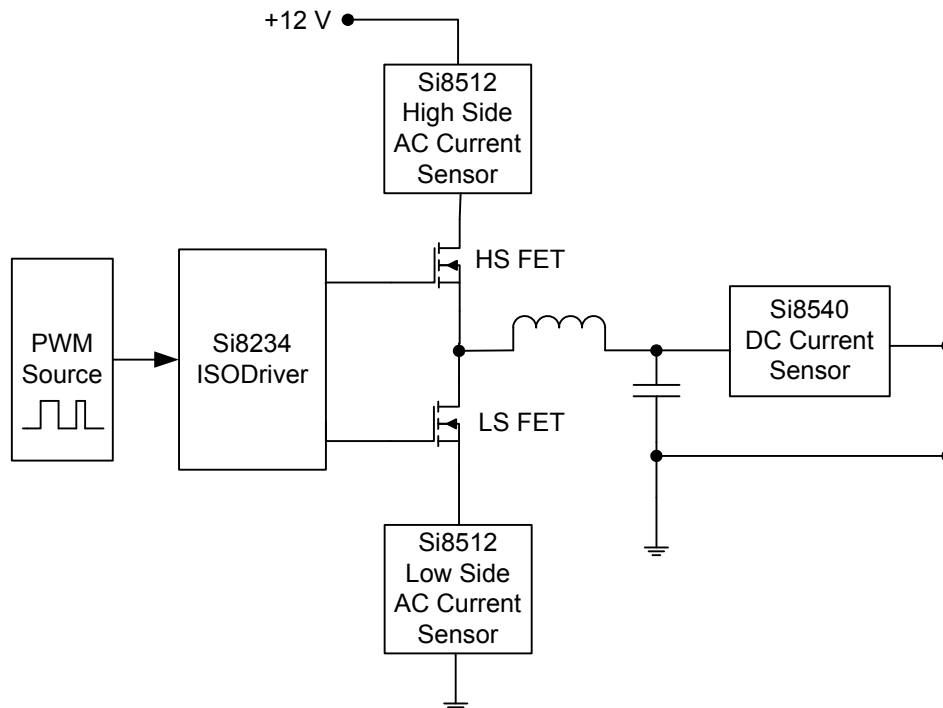 +12 V
Si8512
High Side
AC Current
Sensor
HS FET
PWM
Source
Si8234
ISODriver
Si8540
DC Current
Sensor
LS FET
Si8512
Low Side
AC Current
Sensor